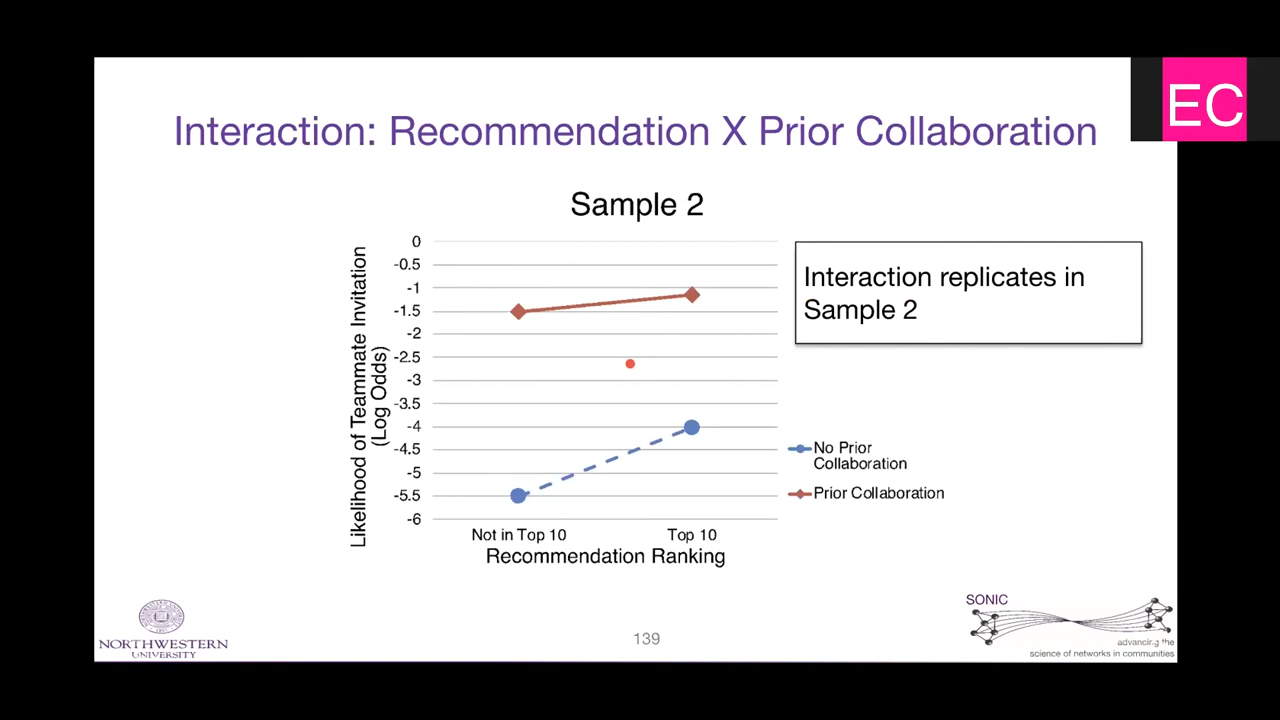 EC
Interaction: Recommendation X Prior Collaboration
Sample 2
Likelihood of Teammate Invitation
(Log Odds)
0
-0.5
-1
-1.5
-2
-2.5
-3
-3.5
-4
-4.5
-5
-5.5
-6
Not in Top 10
Top 10
Recommendation Ranking
Interaction replicates in
Sample 2
No Prior
Collaboration
Prior Collaboration
NORTHWESTERN
UNIVERSITY
139
SONIC
advancing the
science of networks in communities